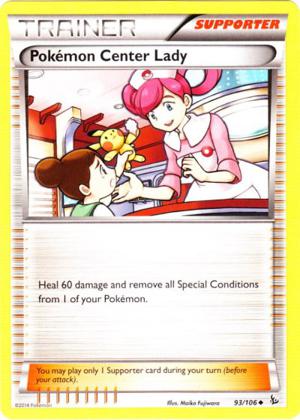 TRAINER SUPPORTER
Pokémon Center Lady
Heal 60 damage and remove all Special Conditions
from 1 of your Pokémon.
You may play only 1 Supporter card during your turn (before
your attack).
©2014 Pokémon Illus. Maiko Fujiwara 93/106